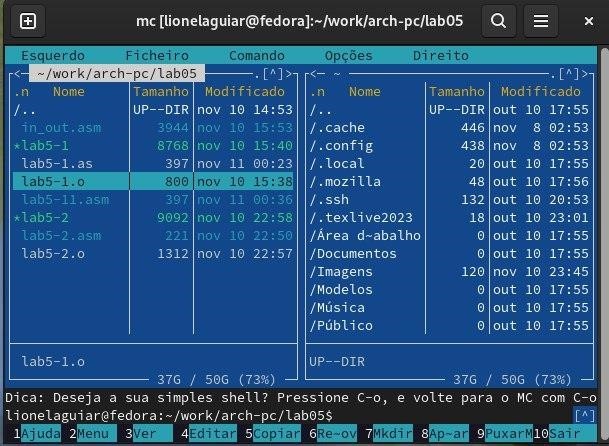 mc [lionelaguiar@fedora]:~/work/arch-pc/lab05
Esquerdo Ficheiro Comando Opções Direito
<─ ~/work/arch-pc/lab05 ─.[^]>
.n Nome Tamanho Modificado
/.. UP--DIR nov 10 14:53
in_out.asm 3944 nov 10 15:53
*lab5-1 8768 nov 10 15:40
lab5-1.as 397 nov 11 00:23
lab5-1.o 800 nov 10 15:38
lab5-11.asm 397 nov 11 00:36
*lab5-2 9092 nov 10 22:58
lab5-2.asm 221 nov 10 22:50
lab5-2.o 1312 nov 10 22:57
lab5-1.o
37G / 50G (73%)
<─ ~ ─.[^]>
.n Nome Tamanho Modificado
/.. UP--DIR out 10 17:55
/.cache 446 nov 8 02:53
/.config 438 nov 8 02:53
/.local 20 out 10 17:55
/.mozilla 48 out 10 17:56
/.ssh 132 out 10 20:53
/.texlive2023 18 out 10 23:01
/Área d~abalho 0 out 10 17:55
/Documentos 0 out 10 17:55
/Imagens 120 nov 10 23:45
/Modelos 0 out 10 17:55
/Música 0 out 10 17:55
/Público 0 out 10 17:55
UP--DIR
37G / 50G (73%)
Dica: Deseja a sua simples shell? Pressione C-o, e volte para o MC com C-o
lionelaguiar@fedora:~/work/arch-pc/lab05$ [^]
1Ajuda 2Menu 3Ver 4Editar 5Copiar 6Re~ov 7Mkdir 8Ap~ar 9PuxarM10Sair